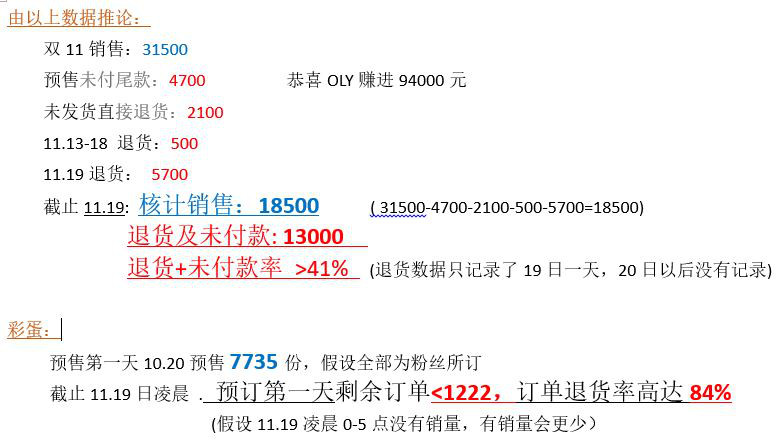 由以上数据推论：
双 11 销售：31500
预售未付尾款：4700 恭喜 OLY 赚进 94000 元
未发货直接退货：2100
11.13-18 退货：500
11.19 退货： 5700
截止 11.19: 核计销售：18500 ( 31500-4700-2100-500-5700=18500)
退货及未付款: 13000
退货+未付款率 >41% (退货数据只记录了 19 日一天，20 日以后没有记录)
彩蛋：
预售第一天 10.20 预售 7735 份，假设全部为粉丝所订
截止 11.19 日凌晨 . 预订第一天剩余订单<1222，订单退货率高达 84%
(假设 11.19 凌晨 0-5 点没有销量，有销量会更少）